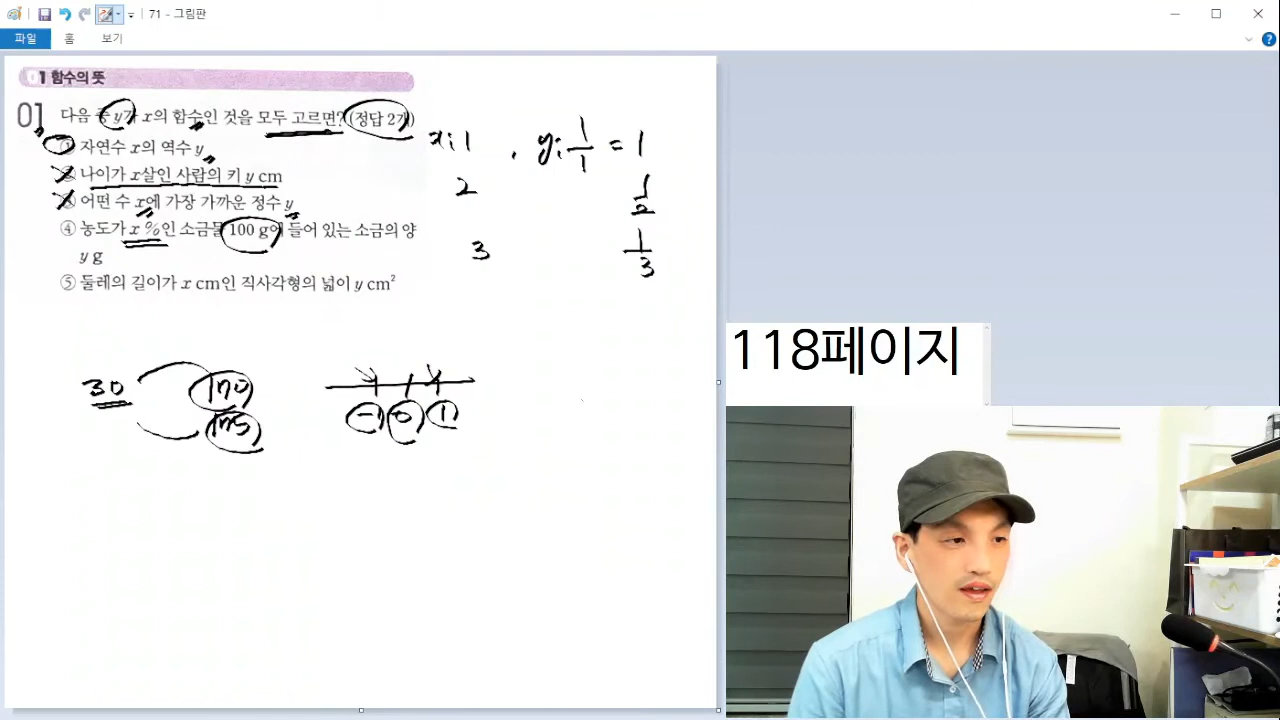 71 - 그림판
파일 홈 보기
01 함수의 뜻
01 다음 중 y가 x의 함수인 것을 모두 고르면? (정답 2개)
① 자연수 x의 역수 y
② 나이가 x살인 사람의 키 y cm
③ 어떤 수 x에 가장 가까운 정수 y
④ 농도가 x %인 소금물 100 g에 들어 있는 소금의 양
y g
⑤ 둘레의 길이가 x cm인 직사각형의 넓이 y cm²
x; 1 , y; 1/1 = 1
2 1/2
3 1/3
30 170
175
-1 0 1
118페이지